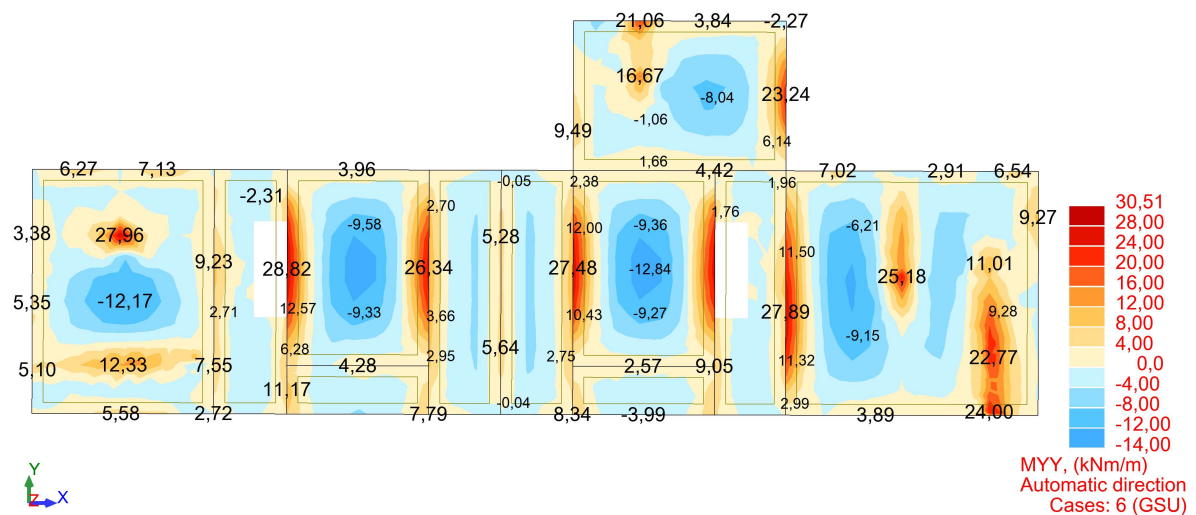 21,06 3,84 -2,27
16,67
-8,04 23,24
-1,06
9,49
6,14
1,66
6,27 7,13 3,96 4,42 7,02 2,91 6,54
-0,05 2,38 1,96
-2,31
2,70 1,76 9,27
3,38 27,96 -9,58 5,28 12,00 -9,36 -6,21
11,50
9,23 28,82 26,34 27,48 -12,84 25,18 11,01
5,35 -12,17
2,71 12,57 -9,33 3,66 10,43 -9,27 27,89 9,28
-9,15
6,28 5,64
5,10 12,33 7,55 4,28 2,95 2,75 2,57 9,05 11,32 22,77
11,17
-0,04 2,99
5,58 2,72 7,79 8,34 -3,99 3,89 24,00
30,51
28,00
24,00
20,00
16,00
12,00
8,00
4,00
0,0
-4,00
-8,00
-12,00
-14,00
MYY, (kNm/m)
Automatic direction
Cases: 6 (GSU)
Y
Z X